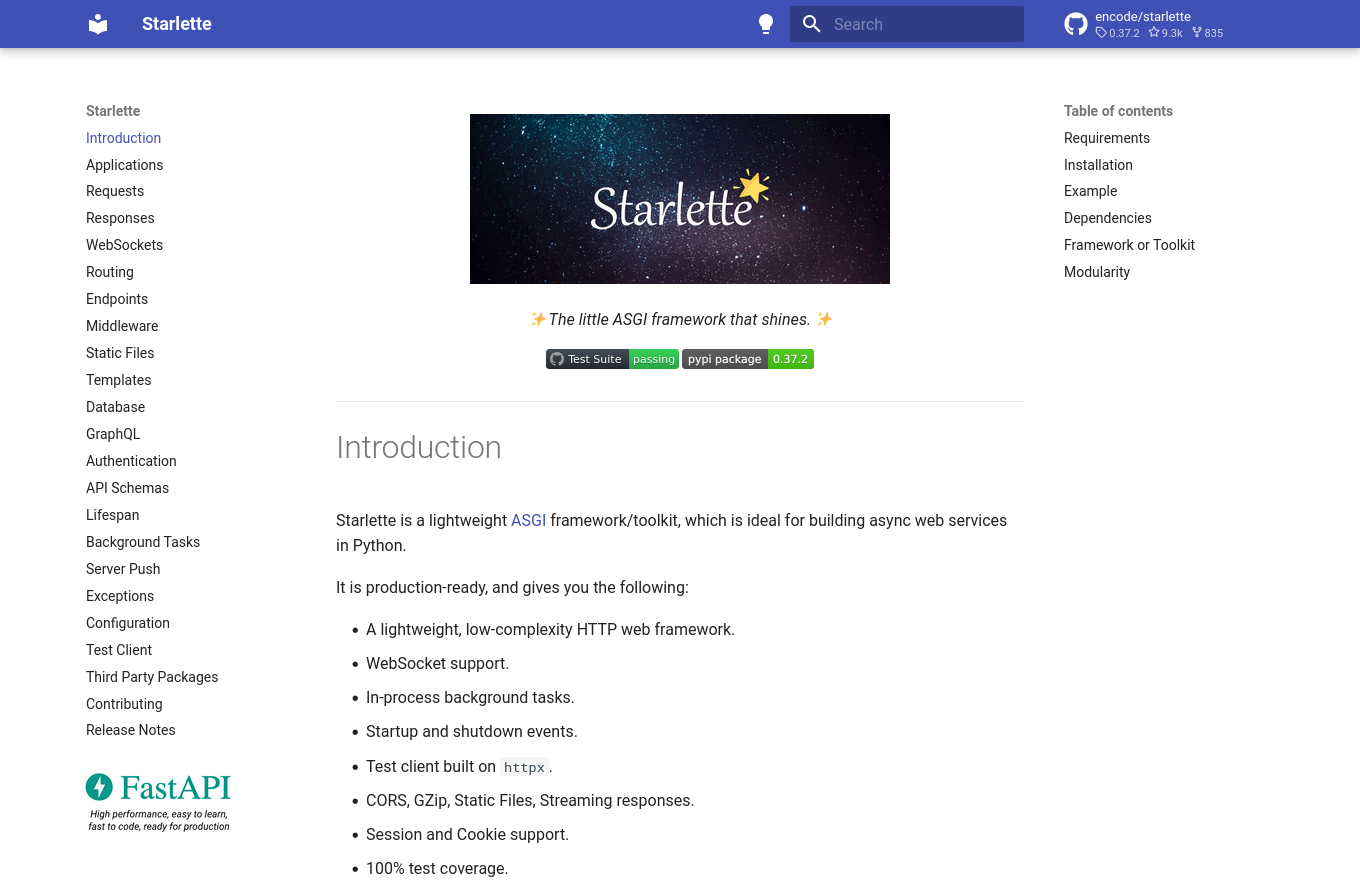 Starlette
Search
encode/starlette
0.37.2 9.3k 835
Starlette
Introduction
Applications
Requests
Responses
WebSockets
Routing
Endpoints
Middleware
Static Files
Templates
Database
GraphQL
Authentication
API Schemas
Lifespan
Background Tasks
Server Push
Exceptions
Configuration
Test Client
Third Party Packages
Contributing
Release Notes
FastAPI
High performance, easy to learn,
fast to code, ready for production
Starlette
✨ The little ASGI framework that shines. ✨
Test Suite passing pypi package 0.37.2
Introduction
Starlette is a lightweight ASGI framework/toolkit, which is ideal for building async web services
in Python.
It is production-ready, and gives you the following:
• A lightweight, low-complexity HTTP web framework.
• WebSocket support.
• In-process background tasks.
• Startup and shutdown events.
• Test client built on httpx.
• CORS, GZip, Static Files, Streaming responses.
• Session and Cookie support.
• 100% test coverage.
Table of contents
Requirements
Installation
Example
Dependencies
Framework or Toolkit
Modularity